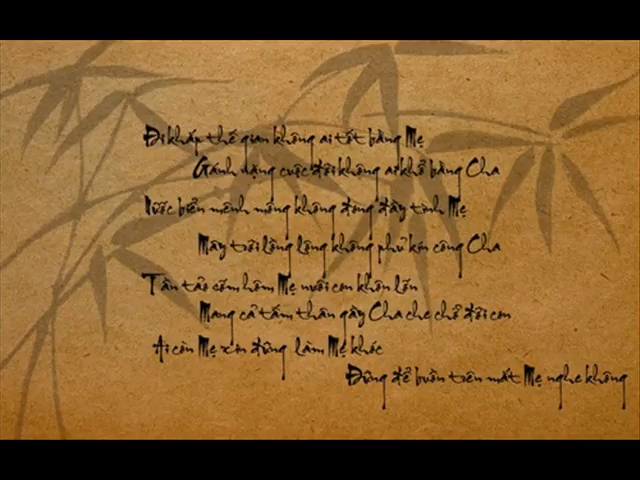 Đi khắp thế gian không ai tốt bằng Mẹ
Gánh nặng cuộc đời không ai khổ bằng Cha
Nước biển mênh mông không đong đầy tình Mẹ
Mây trời lồng lộng không phủ kín công Cha
Tần tảo sớm hôm Mẹ nuôi con khôn lớn
Mang cả tấm thân gầy Cha che chở đời con
Ai còn Mẹ xin đừng làm Mẹ khóc
Đừng để buồn trên mắt Mẹ nghe không